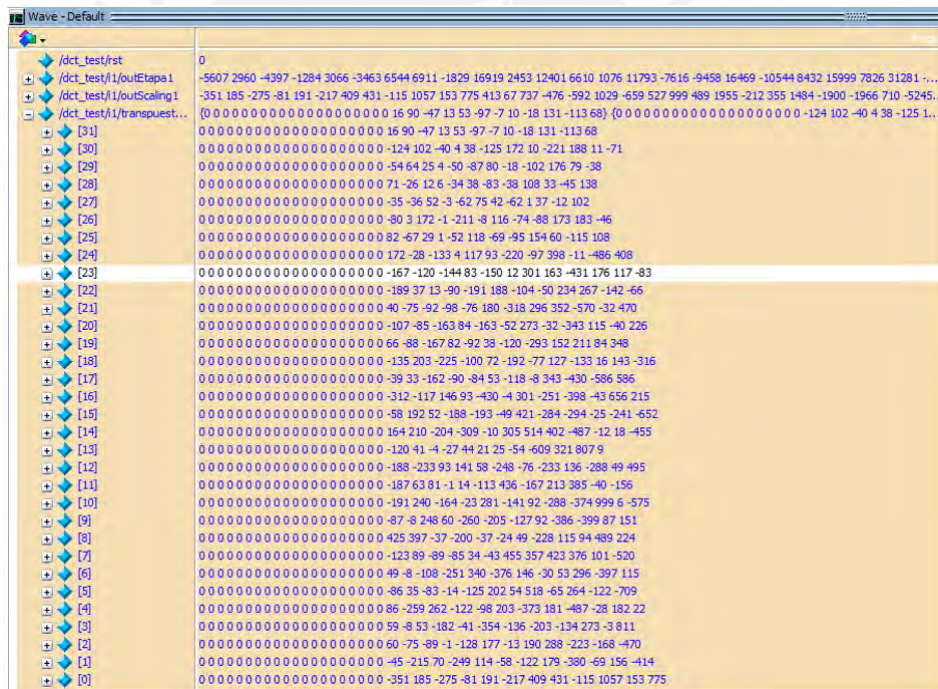 Wave - Default
/dct_test/rst 0
/dct_test/i1/outEtapa1 -5607 2960 -4397 -1284 3066 -3463 6544 6911 -1829 16919 2453 12401 6610 1076 11793 -7616 -9458 16469 -10544 8432 15999 7826 31281 -...
/dct_test/i1/outScaling1 -351 185 -275 -81 191 -217 409 431 -115 1057 153 775 413 67 737 -476 -592 1029 -659 527 999 489 1955 -212 355 1484 -1900 -1966 710 -5245...
/dct_test/i1/transpuest... {0 0 0 0 0 0 0 0 0 0 0 0 0 0 0 0 0 0 0 0 16 90 -47 13 53 -97 -7 10 -18 131 -113 68} {0 0 0 0 0 0 0 0 0 0 0 0 0 0 0 0 0 0 0 0 -124 102 -40 4 38 -125 1...
[31] 0 0 0 0 0 0 0 0 0 0 0 0 0 0 0 0 0 0 0 0 16 90 -47 13 53 -97 -7 10 -18 131 -113 68
[30] 0 0 0 0 0 0 0 0 0 0 0 0 0 0 0 0 0 0 0 0 -124 102 -40 4 38 -125 172 10 -221 188 11 -71
[29] 0 0 0 0 0 0 0 0 0 0 0 0 0 0 0 0 0 0 0 0 -54 64 25 4 -50 -87 80 -18 -102 176 79 -38
[28] 0 0 0 0 0 0 0 0 0 0 0 0 0 0 0 0 0 0 0 0 71 -26 12 6 -34 38 -83 -38 108 33 -45 138
[27] 0 0 0 0 0 0 0 0 0 0 0 0 0 0 0 0 0 0 0 0 -35 -36 52 -3 -62 75 42 -62 1 37 -12 102
[26] 0 0 0 0 0 0 0 0 0 0 0 0 0 0 0 0 0 0 0 0 -80 3 172 -1 -211 -8 116 -74 -88 173 183 -46
[25] 0 0 0 0 0 0 0 0 0 0 0 0 0 0 0 0 0 0 0 0 82 -67 29 1 -52 118 -69 -95 154 60 -115 108
[24] 0 0 0 0 0 0 0 0 0 0 0 0 0 0 0 0 0 0 0 0 172 -28 -133 4 117 93 -220 -97 398 -11 -486 408
[23] 0 0 0 0 0 0 0 0 0 0 0 0 0 0 0 0 0 0 0 0 -167 -120 -144 83 -150 12 301 163 -431 176 117 -83
[22] 0 0 0 0 0 0 0 0 0 0 0 0 0 0 0 0 0 0 0 0 -189 37 13 -90 -191 188 -104 -50 234 267 -142 -66
[21] 0 0 0 0 0 0 0 0 0 0 0 0 0 0 0 0 0 0 0 0 40 -75 -92 -98 -76 180 -318 296 352 -570 -32 470
[20] 0 0 0 0 0 0 0 0 0 0 0 0 0 0 0 0 0 0 0 0 -107 -85 -163 84 -163 -52 273 -32 -343 115 -40 226
[19] 0 0 0 0 0 0 0 0 0 0 0 0 0 0 0 0 0 0 0 0 66 -88 -167 82 -92 38 -120 -293 152 211 84 348
[18] 0 0 0 0 0 0 0 0 0 0 0 0 0 0 0 0 0 0 0 0 -135 203 -225 -100 72 -192 -77 127 -133 16 143 -316
[17] 0 0 0 0 0 0 0 0 0 0 0 0 0 0 0 0 0 0 0 0 -39 33 -162 -90 -84 53 -118 -8 343 -430 -586 586
[16] 0 0 0 0 0 0 0 0 0 0 0 0 0 0 0 0 0 0 0 0 -312 -117 146 93 -430 -4 301 -251 -398 -43 656 215
[15] 0 0 0 0 0 0 0 0 0 0 0 0 0 0 0 0 0 0 0 0 -58 192 52 -188 -193 -49 421 -284 -294 -25 -241 -652
[14] 0 0 0 0 0 0 0 0 0 0 0 0 0 0 0 0 0 0 0 0 164 210 -204 -309 -10 305 514 402 -487 -12 18 -455
[13] 0 0 0 0 0 0 0 0 0 0 0 0 0 0 0 0 0 0 0 0 -120 41 -4 -27 44 21 25 -54 -609 321 807 9
[12] 0 0 0 0 0 0 0 0 0 0 0 0 0 0 0 0 0 0 0 0 -188 -233 93 141 58 -248 -76 -233 136 -288 49 495
[11] 0 0 0 0 0 0 0 0 0 0 0 0 0 0 0 0 0 0 0 0 -187 63 81 -1 14 -113 436 -167 213 385 -40 -156
[10] 0 0 0 0 0 0 0 0 0 0 0 0 0 0 0 0 0 0 0 0 -191 240 -164 -23 281 -141 92 -288 -374 999 6 -575
[9] 0 0 0 0 0 0 0 0 0 0 0 0 0 0 0 0 0 0 0 0 -87 -8 248 60 -260 -205 -127 92 -386 -399 87 151
[8] 0 0 0 0 0 0 0 0 0 0 0 0 0 0 0 0 0 0 0 0 425 397 -37 -200 -37 -24 49 -228 115 94 489 224
[7] 0 0 0 0 0 0 0 0 0 0 0 0 0 0 0 0 0 0 0 0 -123 89 -89 -85 34 -43 455 357 423 376 101 -520
[6] 0 0 0 0 0 0 0 0 0 0 0 0 0 0 0 0 0 0 0 0 49 -8 -108 -251 340 -376 146 -30 53 296 -397 115
[5] 0 0 0 0 0 0 0 0 0 0 0 0 0 0 0 0 0 0 0 0 -86 35 -83 -14 -125 202 54 518 -65 264 -122 -709
[4] 0 0 0 0 0 0 0 0 0 0 0 0 0 0 0 0 0 0 0 0 86 -259 262 -122 -98 203 -373 181 -487 -28 182 22
[3] 0 0 0 0 0 0 0 0 0 0 0 0 0 0 0 0 0 0 0 0 59 -8 53 -182 -41 -354 -136 -203 -134 273 -3 811
[2] 0 0 0 0 0 0 0 0 0 0 0 0 0 0 0 0 0 0 0 0 60 -75 -89 -1 -128 177 -13 190 288 -223 -168 -470
[1] 0 0 0 0 0 0 0 0 0 0 0 0 0 0 0 0 0 0 0 0 -45 -215 70 -249 114 -58 -122 179 -380 -69 156 -414
[0] 0 0 0 0 0 0 0 0 0 0 0 0 0 0 0 0 0 0 0 0 -351 185 -275 -81 191 -217 409 431 -115 1057 153 775